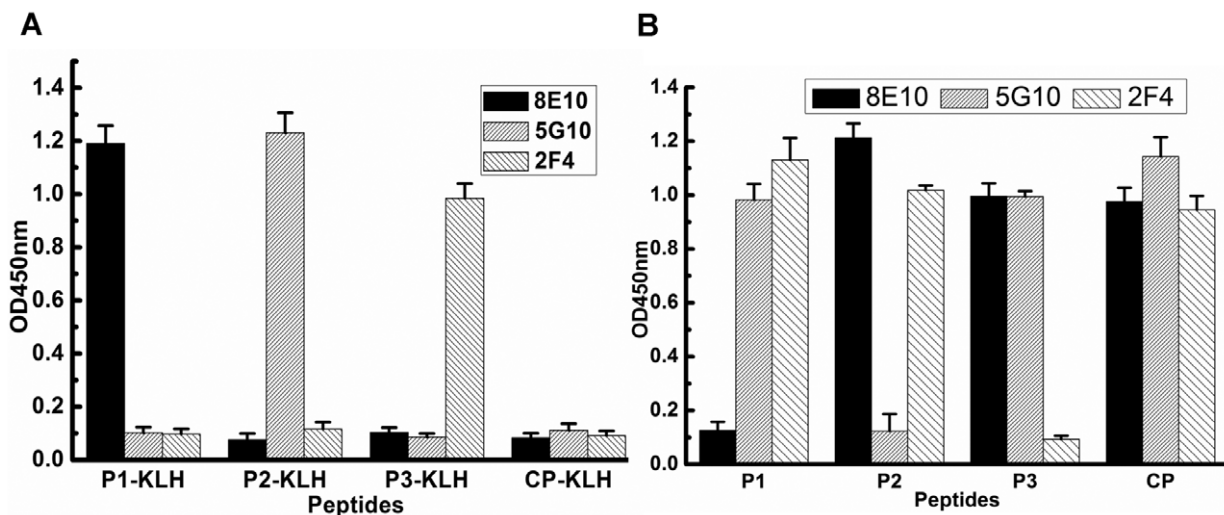 A
1.4
1.2
1.0
0.8
0.6
0.4
0.2
0.0
OD450nm
8E10
5G10
2F4
P1-KLH P2-KLH P3-KLH CP-KLH
Peptides
B
1.4
1.2
1.0
0.8
0.6
0.4
0.2
0.0
OD450nm
8E10 5G10 2F4
P1 P2 P3 CP
Peptides